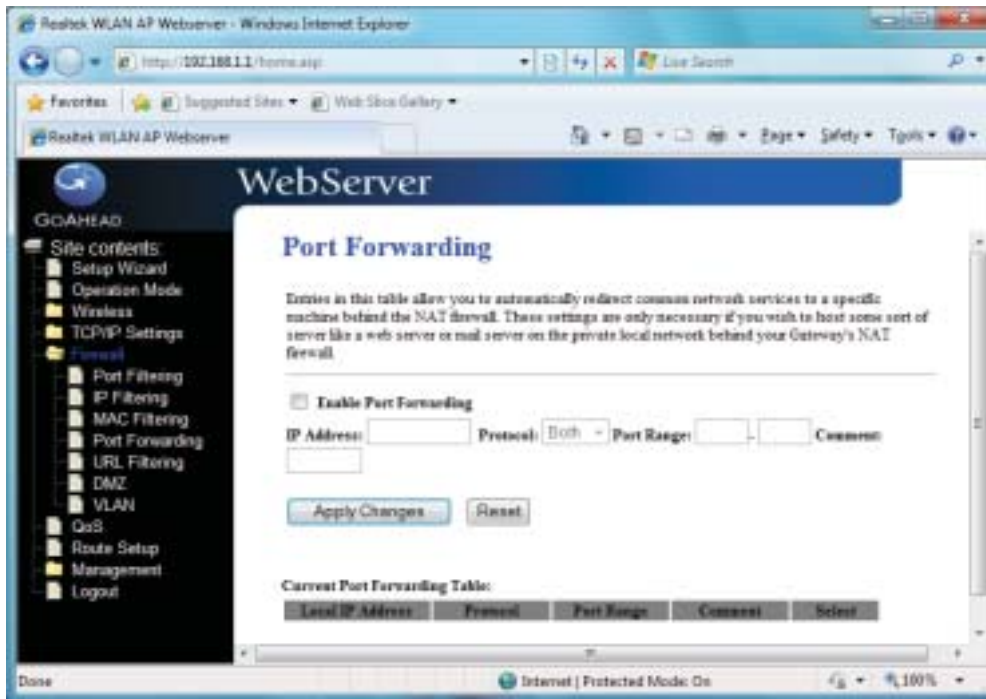 Realtek WLAN AP Webserver - Windows Internet Explorer
http://192.168.1.1/home.asp
Live Search
Favorites
Suggested Sites
Web Slice Gallery
Realtek WLAN AP Webserver
Page
Safety
Tools
WebServer
GOAHEAD
Site contents:
Setup Wizard
Operation Mode
Wireless
TCP/IP Settings
Firewall
Port Filtering
IP Filtering
MAC Filtering
Port Forwarding
URL Filtering
DMZ
VLAN
QoS
Route Setup
Management
Logout
Port Forwarding
Entries in this table allow you to automatically redirect common network services to a specific
machine behind the NAT firewall. These settings are only necessary if you wish to host some sort of
server like a web server or mail server on the private local network behind your Gateway's NAT
firewall.
Enable Port Forwarding
IP Address: Protocol: Both Port Range: - Comment:
Apply Changes Reset
Current Port Forwarding Table:
Local IP Address Protocol Port Range Comment Select
Done
Internet | Protected Mode: On
100%